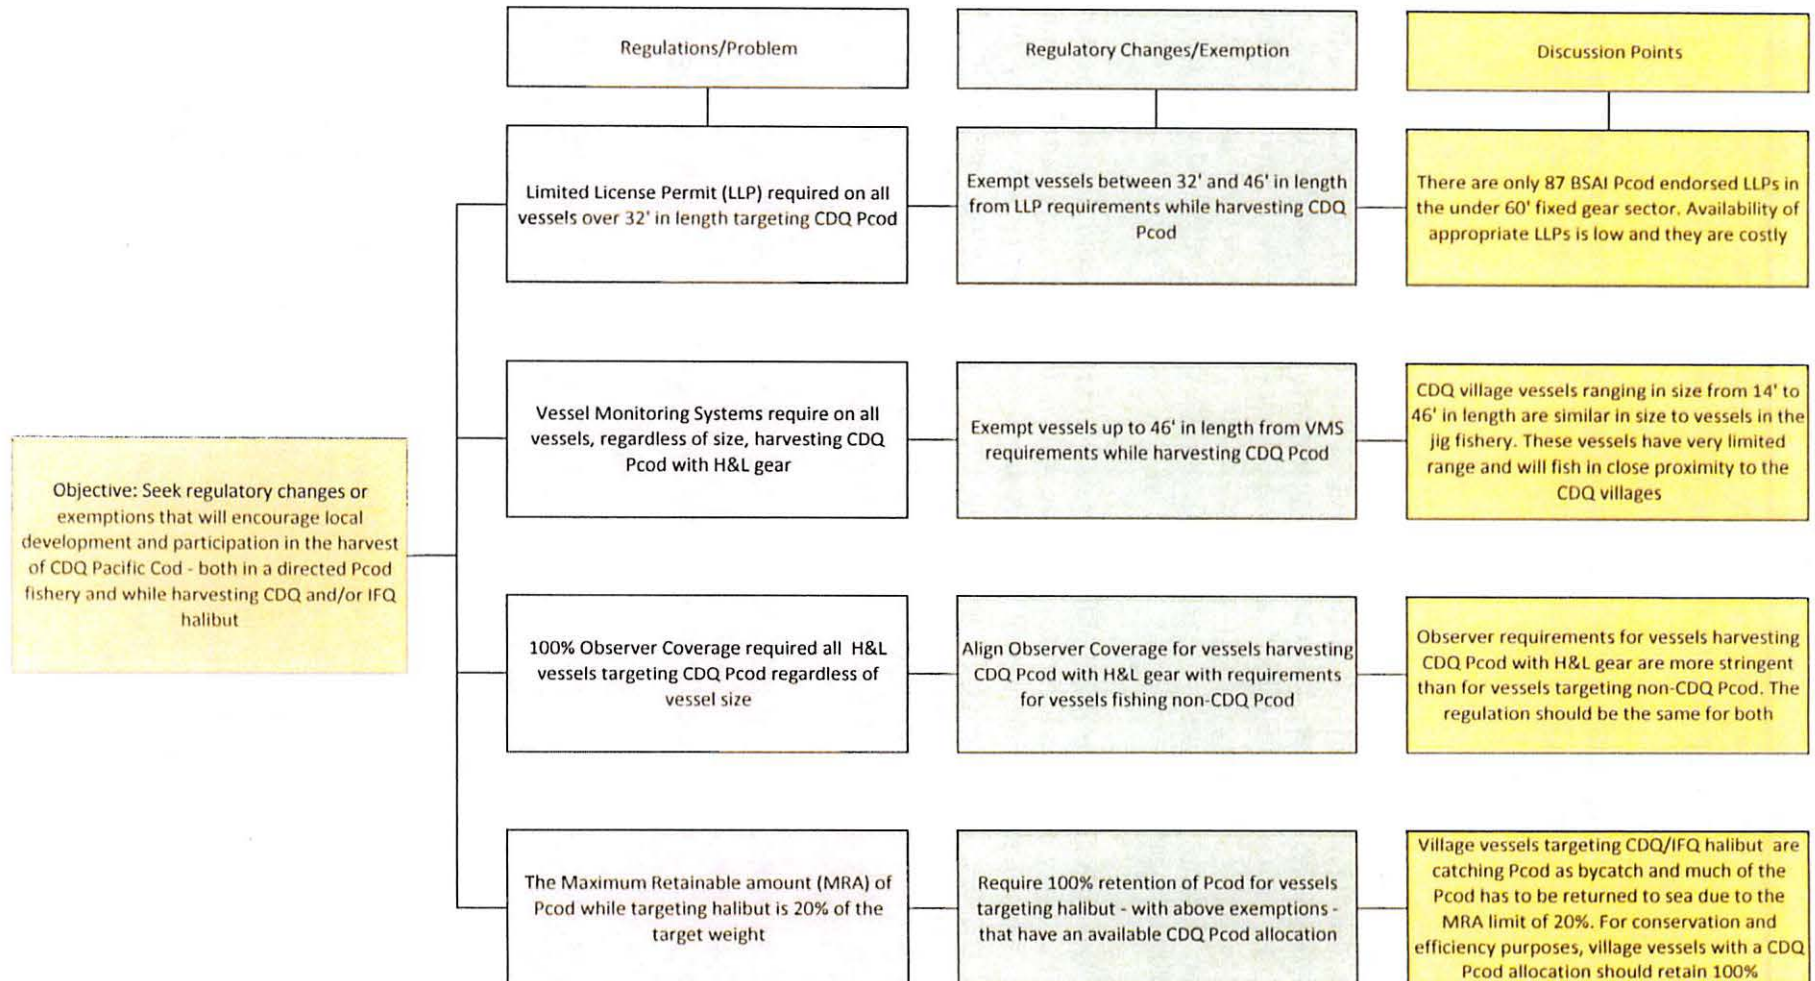 Regulations/Problem
Regulatory Changes/Exemption
Discussion Points
Objective: Seek regulatory changes or
exemptions that will encourage local
development and participation in the harvest
of CDQ Pacific Cod - both in a directed Pcod
fishery and while harvesting CDQ and/or IFQ
halibut
Limited License Permit (LLP) required on all
vessels over 32' in length targeting CDQ Pcod
Exempt vessels between 32' and 46' in length
from LLP requirements while harvesting CDQ
Pcod
There are only 87 BSAI Pcod endorsed LLPs in
the under 60' fixed gear sector. Availability of
appropriate LLPs is low and they are costly
Vessel Monitoring Systems require on all
vessels, regardless of size, harvesting CDQ
Pcod with H&L gear
Exempt vessels up to 46' in length from VMS
requirements while harvesting CDQ Pcod
CDQ village vessels ranging in size from 14' to
46' in length are similar in size to vessels in the
jig fishery. These vessels have very limited
range and will fish in close proximity to the
CDQ villages
100% Observer Coverage required all H&L
vessels targeting CDQ Pcod regardless of
vessel size
Align Observer Coverage for vessels harvesting
CDQ Pcod with H&L gear with requirements
for vessels fishing non-CDQ Pcod
Observer requirements for vessels harvesting
CDQ Pcod with H&L gear are more stringent
than for vessels targeting non-CDQ Pcod. The
regulation should be the same for both
The Maximum Retainable amount (MRA) of
Pcod while targeting halibut is 20% of the
target weight
Require 100% retention of Pcod for vessels
targeting halibut - with above exemptions -
that have an available CDQ Pcod allocation
Village vessels targeting CDQ/IFQ halibut are
catching Pcod as bycatch and much of the
Pcod has to be returned to sea due to the
MRA limit of 20%. For conservation and
efficiency purposes, village vessels with a CDQ
Pcod allocation should retain 100%